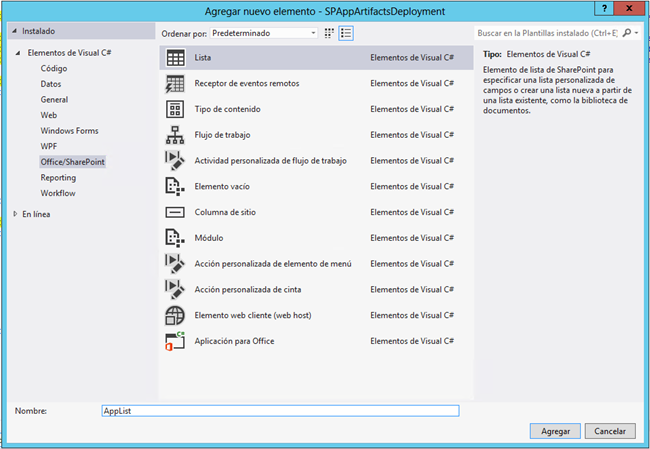 Agregar nuevo elemento - SPAppArtifactsDeployment
Instalado
Ordenar por: Predeterminado
Buscar en la Plantillas instalado (Ctrl+E)
Elementos de Visual C#
Código
Datos
General
Web
Windows Forms
WPF
Office/SharePoint
Reporting
Workflow
En línea
Lista Elementos de Visual C#
Receptor de eventos remotos Elementos de Visual C#
Tipo de contenido Elementos de Visual C#
Flujo de trabajo Elementos de Visual C#
Actividad personalizada de flujo de trabajo Elementos de Visual C#
Elemento vacío Elementos de Visual C#
Columna de sitio Elementos de Visual C#
Módulo Elementos de Visual C#
Acción personalizada de elemento de menú Elementos de Visual C#
Acción personalizada de cinta Elementos de Visual C#
Elemento web cliente (web host) Elementos de Visual C#
Aplicación para Office Elementos de Visual C#
Tipo: Elementos de Visual C#
Elemento de lista de SharePoint para
especificar una lista personalizada de
campos o crear una lista nueva a partir
de una lista existente, como la biblioteca
de documentos.
Nombre: AppList
Agregar Cancelar